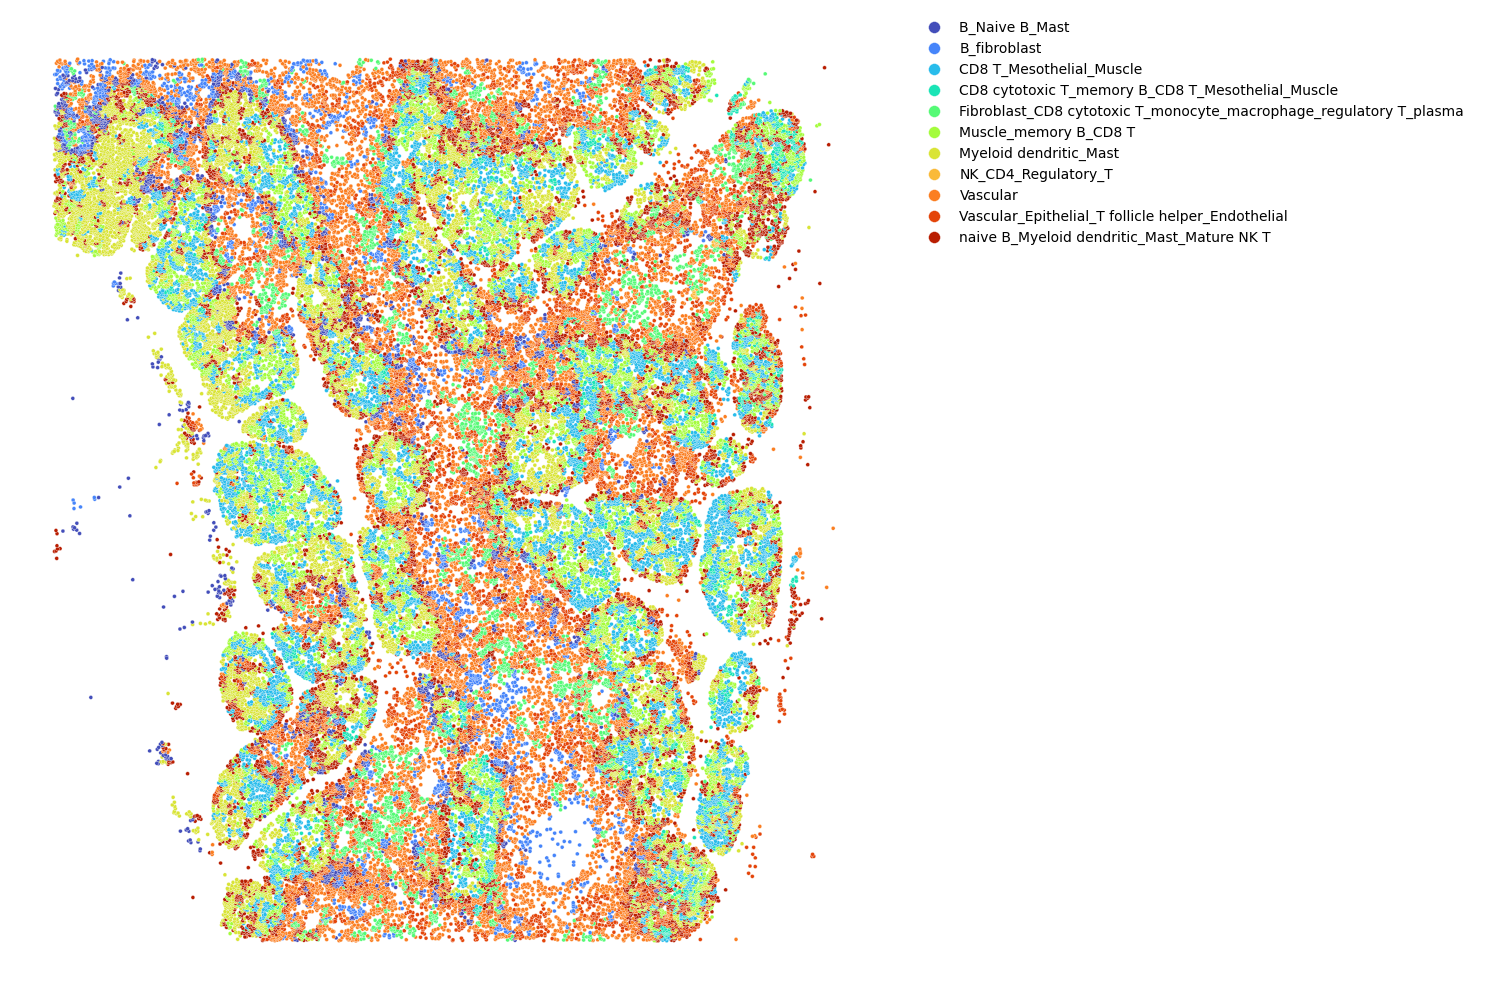 B_Naive B_Mast
B_fibroblast
CD8 T_Mesothelial_Muscle
CD8 cytotoxic T_memory B_CD8 T_Mesothelial_Muscle
Fibroblast_CD8 cytotoxic T_monocyte_macrophage_regulatory T_plasma
Muscle_memory B_CD8 T
Myeloid dendritic_Mast
NK_CD4_Regulatory_T
Vascular
Vascular_Epithelial_T follicle helper_Endothelial
naive B_Myeloid dendritic_Mast_Mature NK T